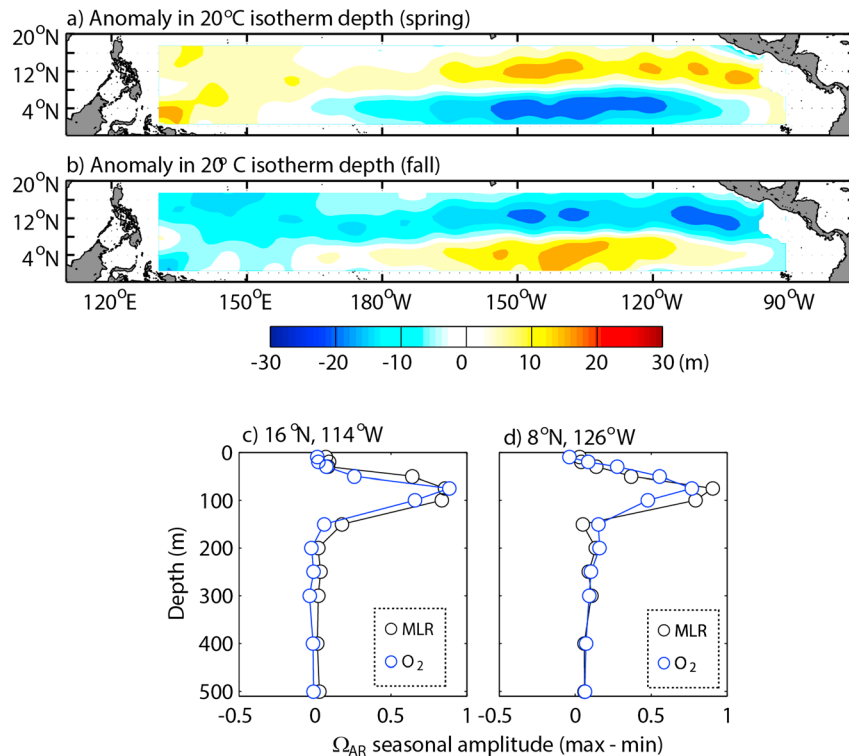 a) Anomaly in 20°C isotherm depth (spring)
20°N
12°N
4°N
b) Anomaly in 20° C isotherm depth (fall)
20°N
12°N
4°N
120°E 150°E 180°W 150°W 120°W 90°W
-30 -20 -10 0 10 20 30 (m)
c) 16°N, 114°W d) 8°N, 126°W
0
100
200
300
400
500
Depth (m)
MLR MLR
O₂ O₂
-0.5 0 0.5 1 -0.5 0 0.5 1
Ω_AR seasonal amplitude (max - min)